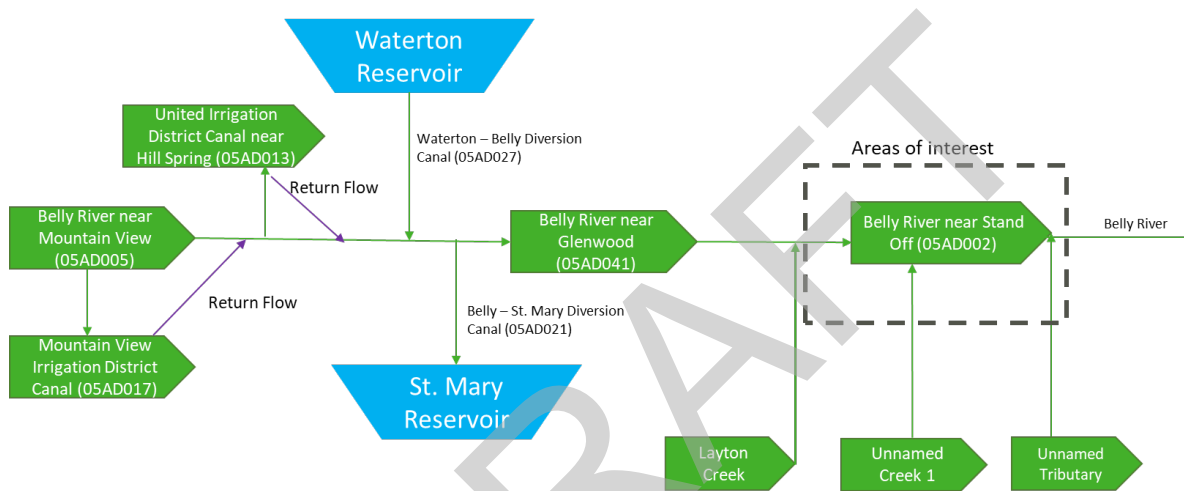 Waterton
Reservoir
United Irrigation
District Canal near
Hill Spring (05AD013)
Waterton – Belly Diversion
Canal (05AD027)
Areas of interest
Return Flow
Belly River near
Mountain View
(05AD005)
Belly River near
Glenwood
(05AD041)
Belly River near Stand
Off (05AD002)
Belly River
Return Flow
Belly – St. Mary Diversion
Canal (05AD021)
Mountain View
Irrigation District
Canal (05AD017)
St. Mary
Reservoir
Layton
Creek
Unnamed
Creek 1
Unnamed
Tributary
DRAFT